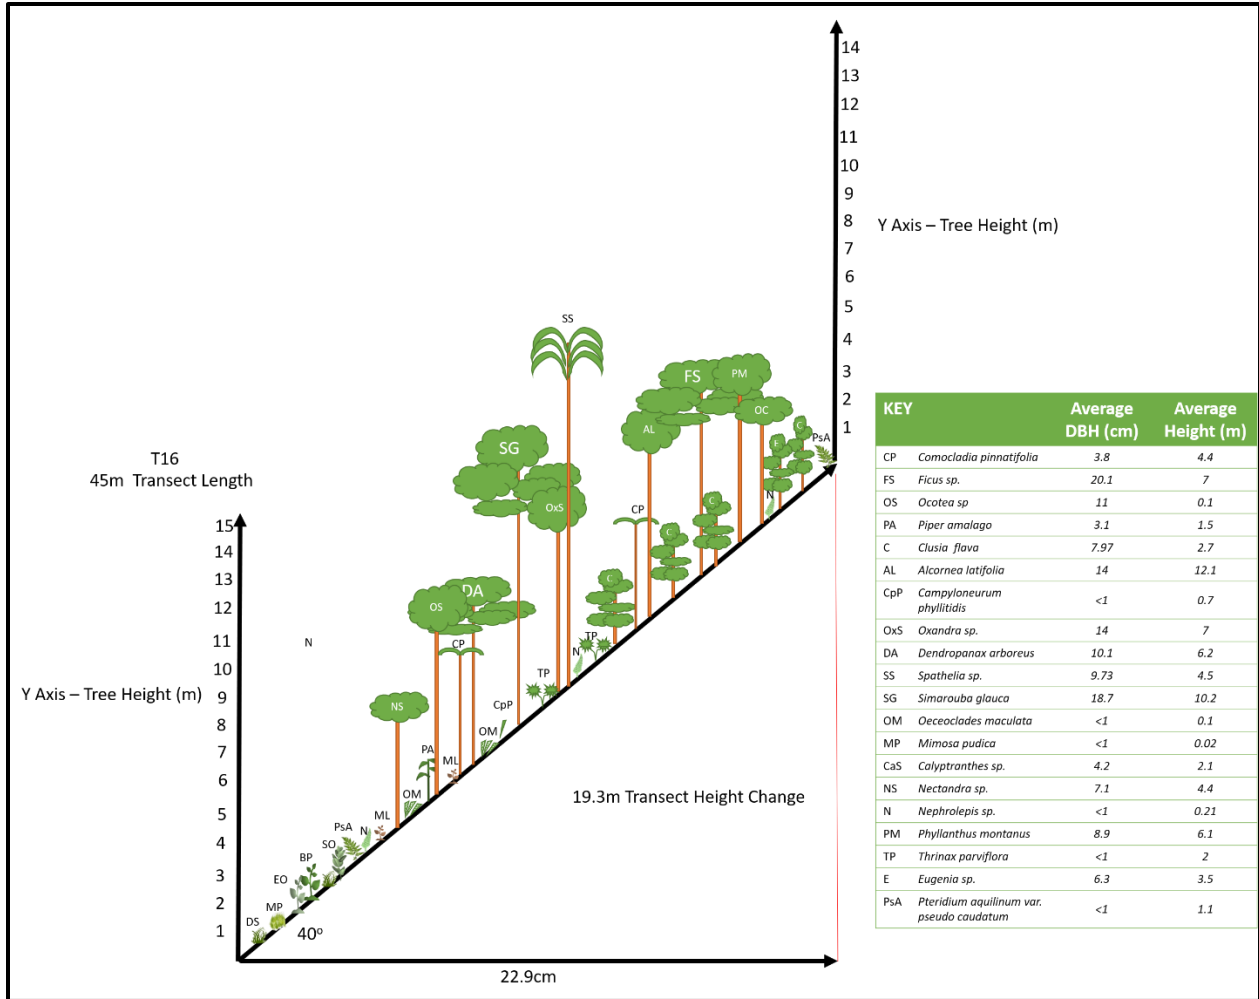 14
13
12
11
10
9
8
7
6
5
4
3
2
1
Y Axis – Tree Height (m)
SS
FS
PM
OC
AL
C
E
PsA
N
SG
OxS
CP
C
C
C
TP
N
TP
T16
45m Transect Length
15
14
13
12
11
10
9
8
7
6
5
4
3
2
1
Y Axis – Tree Height (m)
N
DA
OS
CP
NS
CpP
OM
PA
ML
OM
ML
N
PsA
SO
BP
EO
MP
DS
40⁰
19.3m Transect Height Change
22.9cm
KEY Average DBH (cm) Average Height (m)
CP Comocladia pinnatifolia 3.8 4.4
FS Ficus sp. 20.1 7
OS Ocotea sp 11 0.1
PA Piper amalago 3.1 1.5
C Clusia flava 7.97 2.7
AL Alcornea latifolia 14 12.1
CpP Campyloneurum phyllitidis <1 0.7
OxS Oxandra sp. 14 7
DA Dendropanax arboreus 10.1 6.2
SS Spathelia sp. 9.73 4.5
SG Simarouba glauca 18.7 10.2
OM Oeceoclades maculata <1 0.1
MP Mimosa pudica <1 0.02
CaS Calyptranthes sp. 4.2 2.1
NS Nectandra sp. 7.1 4.4
N Nephrolepis sp. <1 0.21
PM Phyllanthus montanus 8.9 6.1
TP Thrinax parviflora <1 2
E Eugenia sp. 6.3 3.5
PsA Pteridium aquilinum var. pseudo caudatum <1 1.1